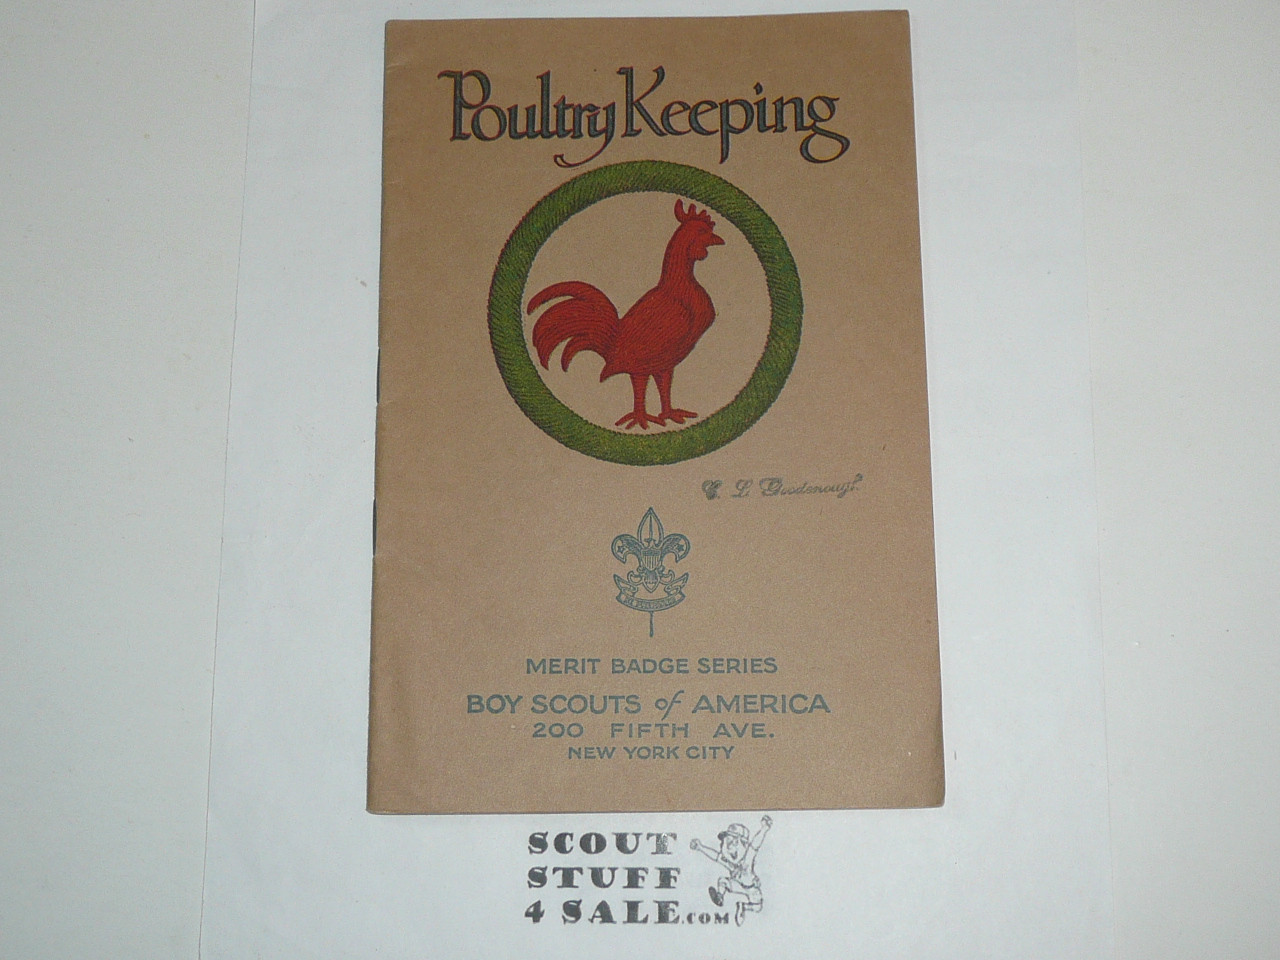 Poultry Keeping
C. L. Goodenough
MERIT BADGE SERIES
BOY SCOUTS of AMERICA
200 FIFTH AVE.
NEW YORK CITY
SCOUT
STUFF
4 SALE.COM